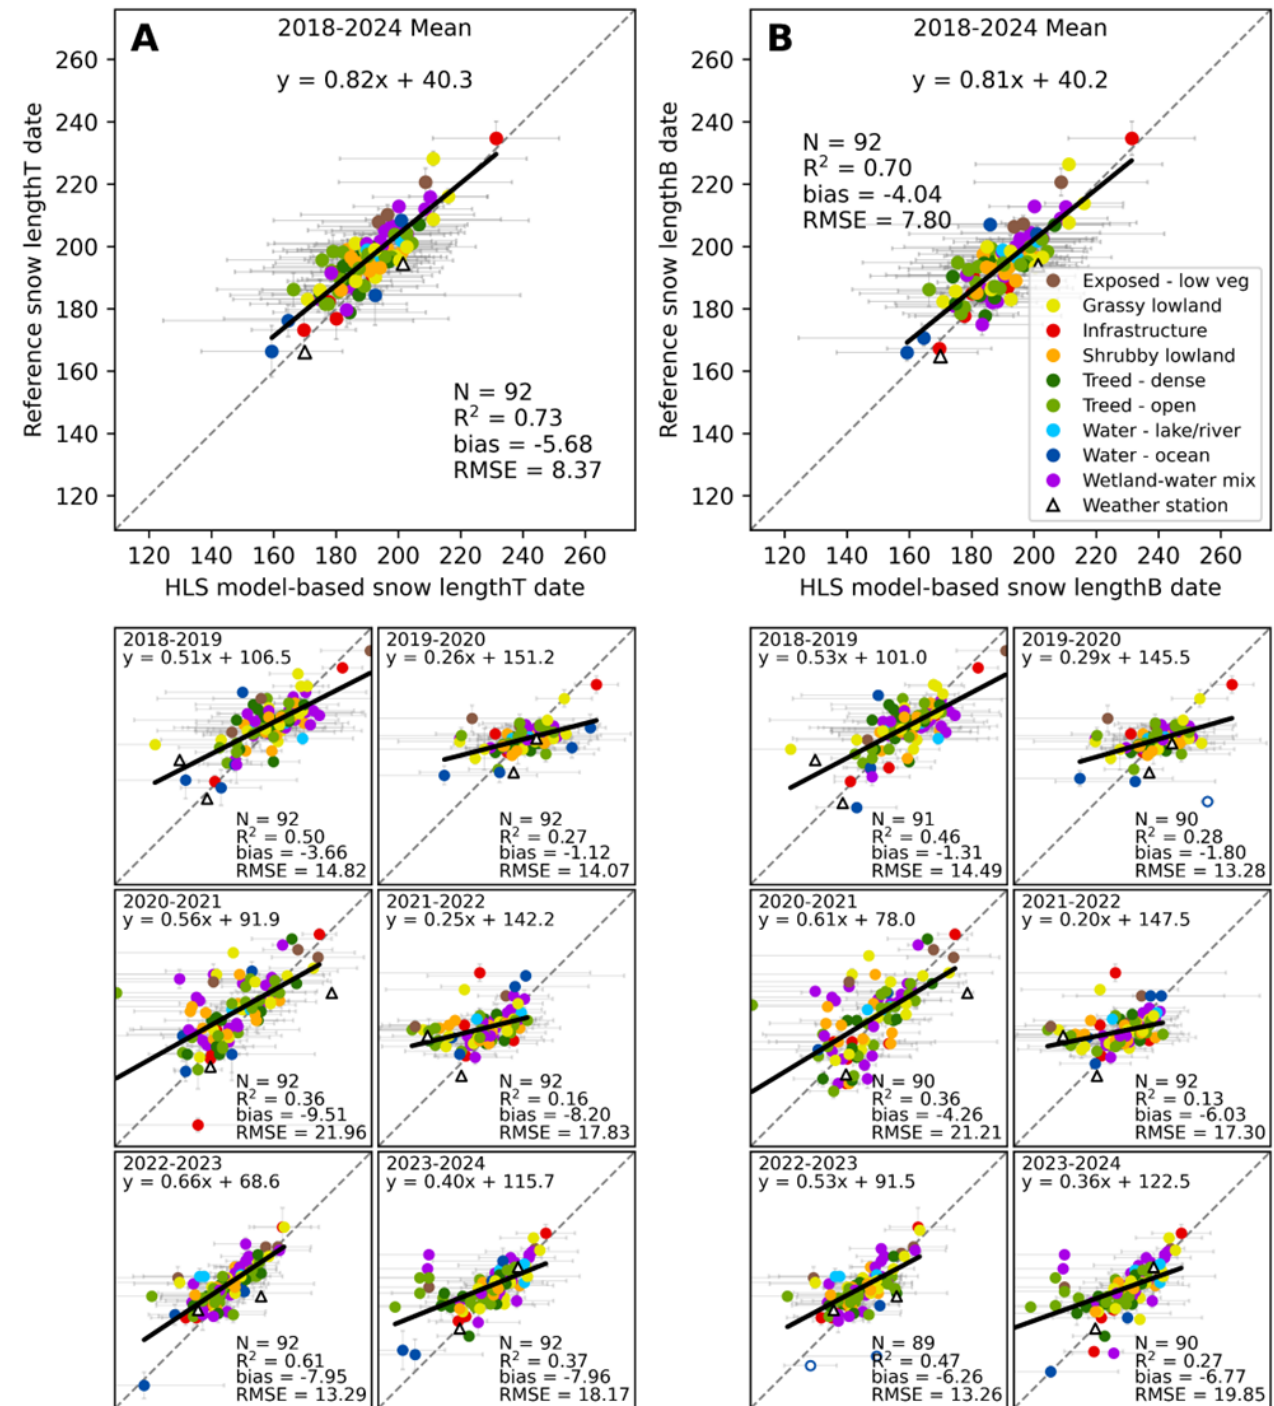 A
2018-2024 Mean
y = 0.82x + 40.3
N = 92
R² = 0.73
bias = -5.68
RMSE = 8.37
260
240
220
200
180
160
140
120
120 140 160 180 200 220 240 260
Reference snow lengthT date
HLS model-based snow lengthT date
B
2018-2024 Mean
y = 0.81x + 40.2
N = 92
R² = 0.70
bias = -4.04
RMSE = 7.80
Exposed - low veg
Grassy lowland
Infrastructure
Shrubby lowland
Treed - dense
Treed - open
Water - lake/river
Water - ocean
Wetland-water mix
Weather station
260
240
220
200
180
160
140
120
120 140 160 180 200 220 240 260
Reference snow lengthB date
HLS model-based snow lengthB date
2018-2019
y = 0.51x + 106.5
N = 92
R² = 0.50
bias = -3.66
RMSE = 14.82
2019-2020
y = 0.26x + 151.2
N = 92
R² = 0.27
bias = -1.12
RMSE = 14.07
2018-2019
y = 0.53x + 101.0
N = 91
R² = 0.46
bias = -1.31
RMSE = 14.49
2019-2020
y = 0.29x + 145.5
N = 90
R² = 0.28
bias = -1.80
RMSE = 13.28
2020-2021
y = 0.56x + 91.9
N = 92
R² = 0.36
bias = -9.51
RMSE = 21.96
2021-2022
y = 0.25x + 142.2
N = 92
R² = 0.16
bias = -8.20
RMSE = 17.83
2020-2021
y = 0.61x + 78.0
N = 90
R² = 0.36
bias = -4.26
RMSE = 21.21
2021-2022
y = 0.20x + 147.5
N = 92
R² = 0.13
bias = -6.03
RMSE = 17.30
2022-2023
y = 0.66x + 68.6
N = 92
R² = 0.61
bias = -7.95
RMSE = 13.29
2023-2024
y = 0.40x + 115.7
N = 92
R² = 0.37
bias = -7.96
RMSE = 18.17
2022-2023
y = 0.53x + 91.5
N = 89
R² = 0.47
bias = -6.26
RMSE = 13.26
2023-2024
y = 0.36x + 122.5
N = 90
R² = 0.27
bias = -6.77
RMSE = 19.85